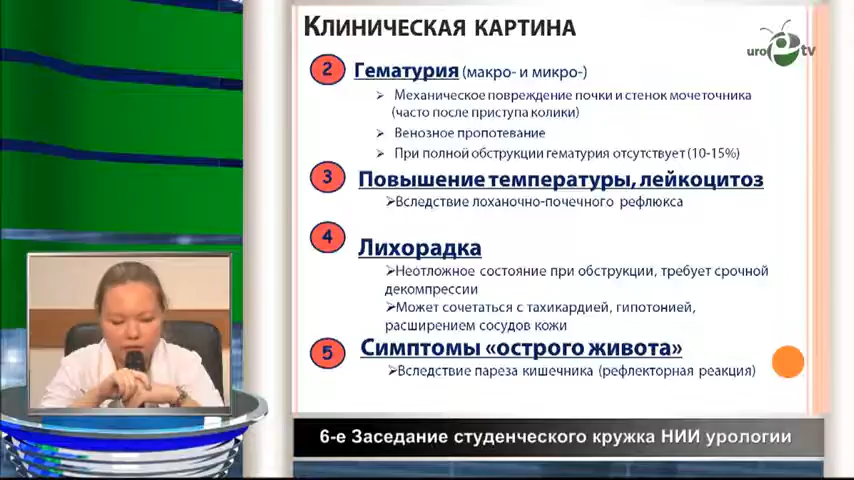 КЛИНИЧЕСКАЯ КАРТИНА
uro tv
2 Гематурия (макро- и микро-)
➢ Механическое повреждение почки и стенок мочеточника
(часто после приступа колики)
➢ Венозное пропотевание
➢ При полной обструкции гематурия отсутствует (10-15%)
3 Повышение температуры, лейкоцитоз
➢Вследствие лоханочно-почечного рефлюкса
4 Лихорадка
➢Неотложное состояние при обструкции, требует срочной
декомпрессии
➢Может сочетаться с тахикардией, гипотонией,
расширением сосудов кожи
5 Симптомы «острого живота»
➢Вследствие пареза кишечника (рефлекторная реакция)
6-е Заседание студенческого кружка НИИ урологии